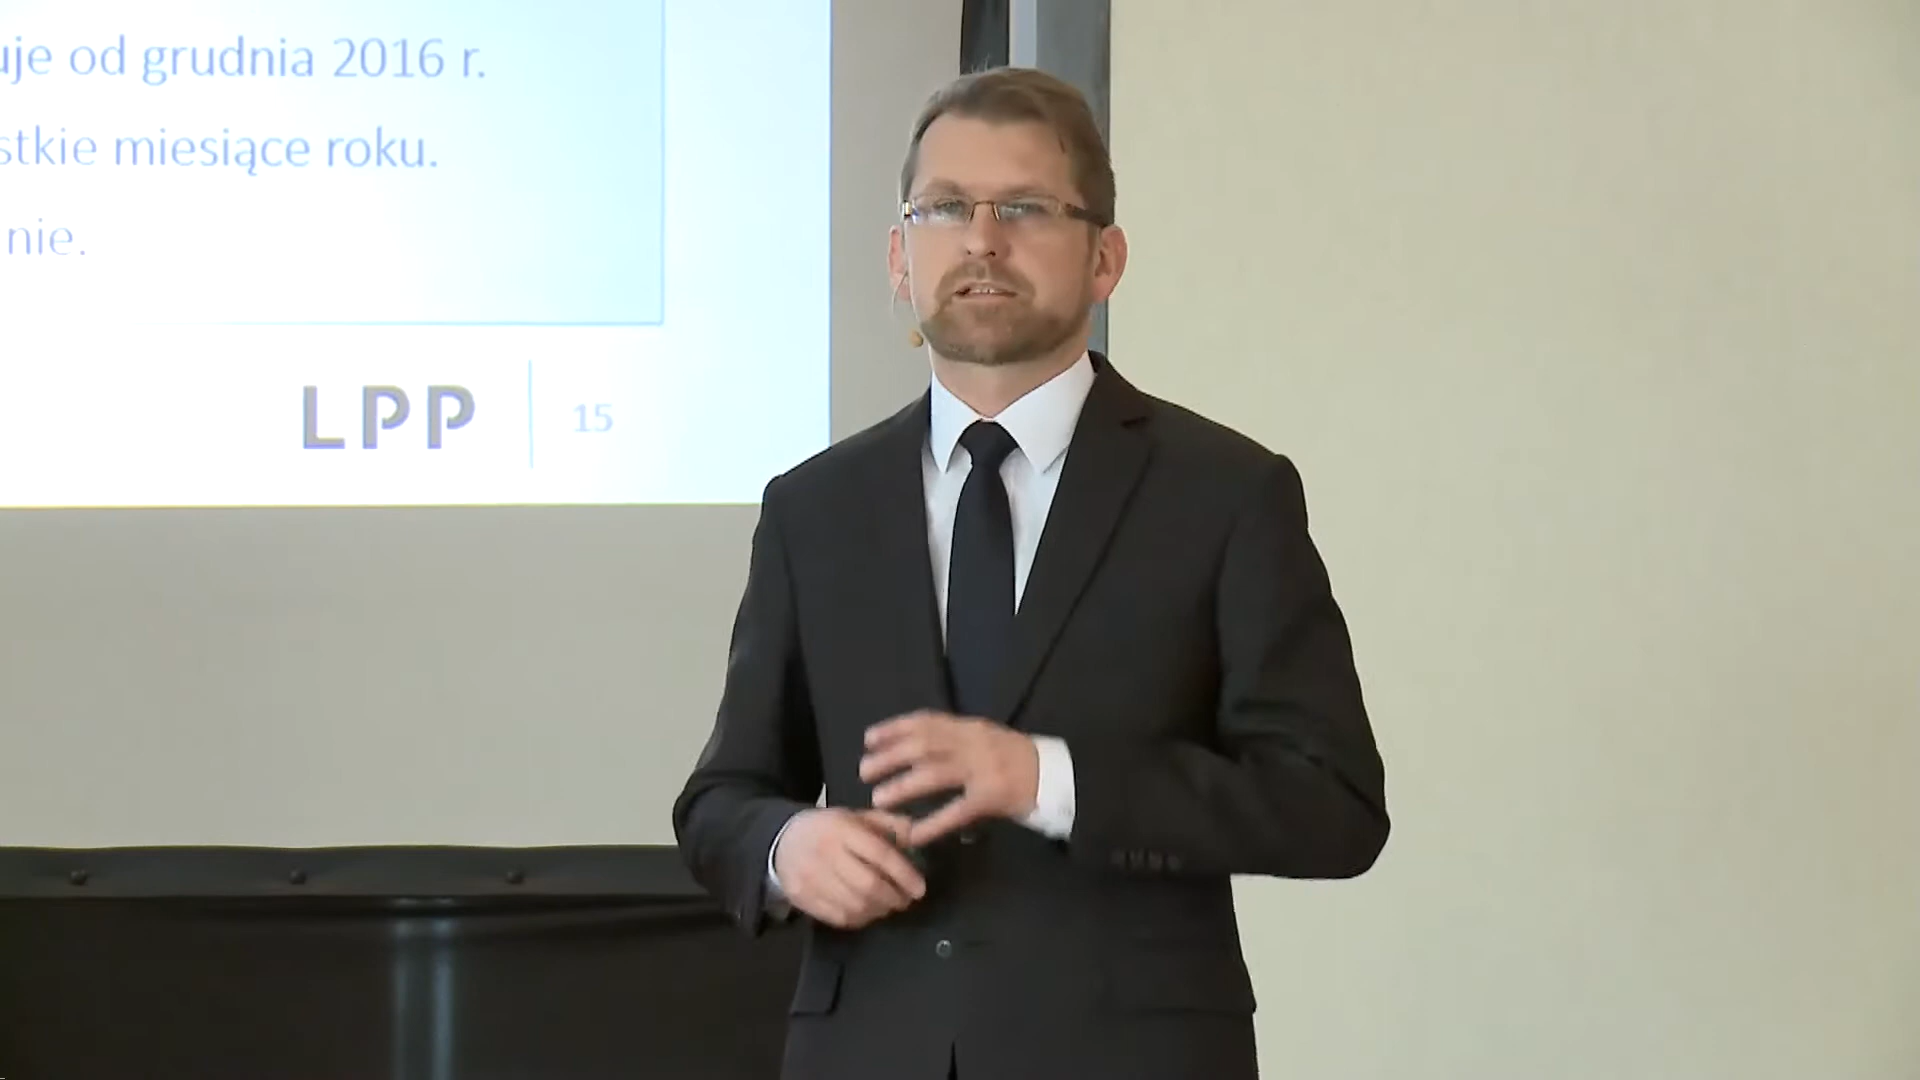 uje od grudnia 2016 r.
stkie miesiące roku.
nie.
LPP
15